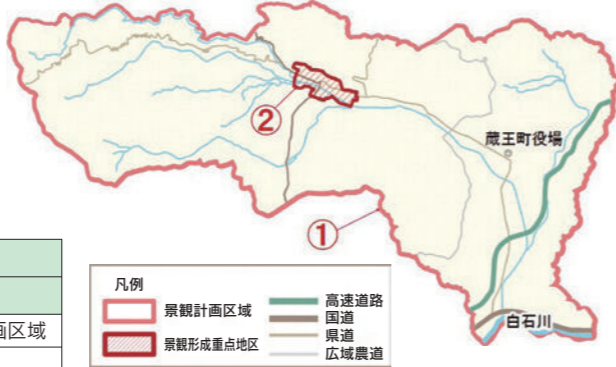 ②
蔵王町役場
①
画区域
凡例
景観計画区域
景観形成重点地区
高速道路
国道
県道
広域農道
白石川